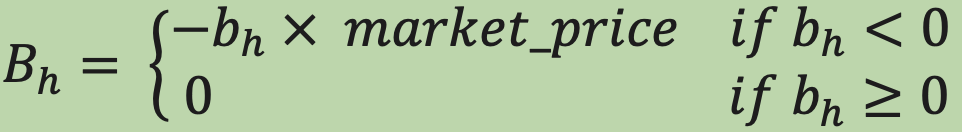 B_h = { −b_h × market_price if b_h < 0
0 if b_h ≥ 0